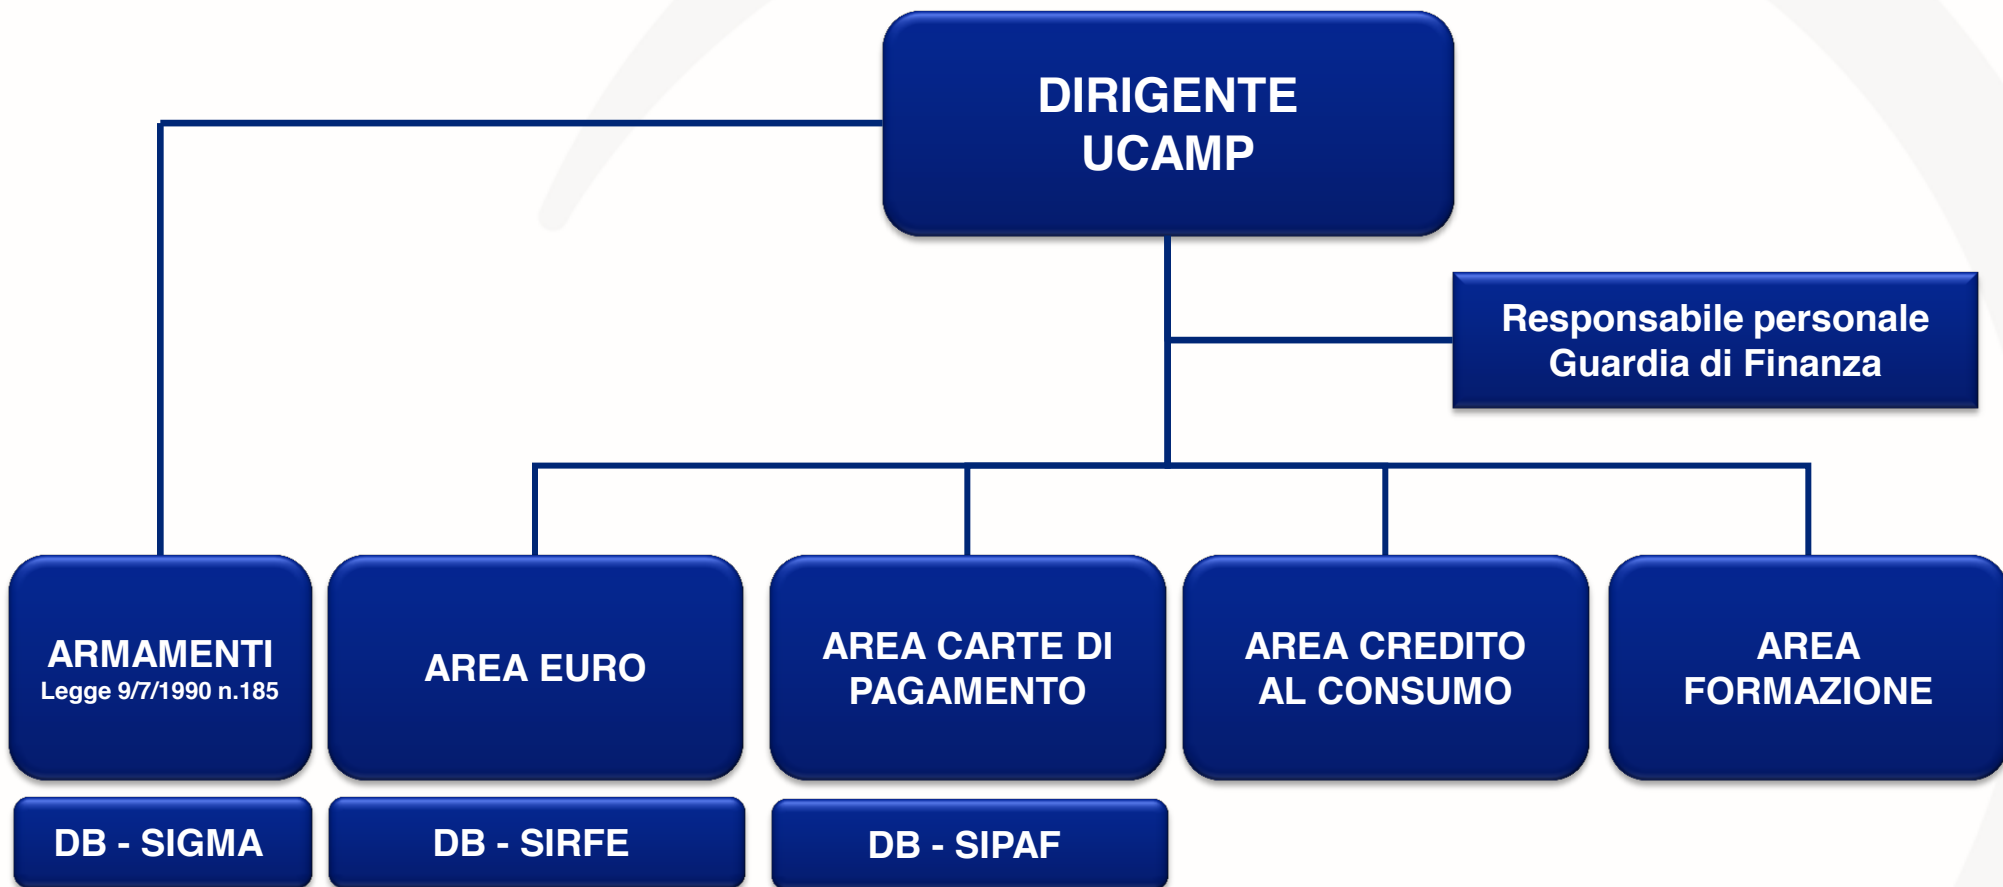 DIRIGENTE
UCAMP
Responsabile personale
Guardia di Finanza
ARMAMENTI
Legge 9/7/1990 n.185
AREA EURO
AREA CARTE DI
PAGAMENTO
AREA CREDITO
AL CONSUMO
AREA
FORMAZIONE
DB - SIGMA
DB - SIRFE
DB - SIPAF